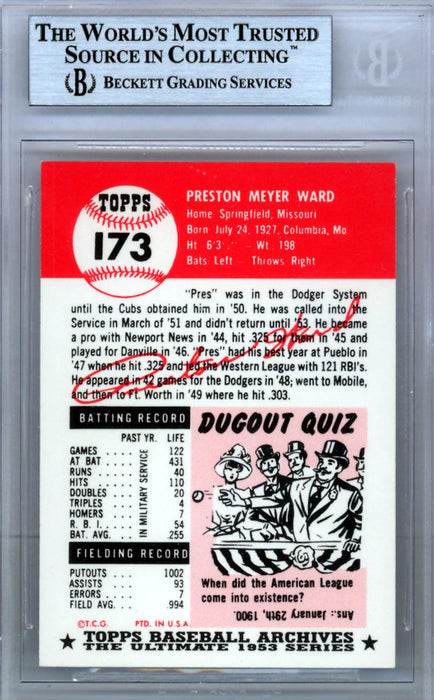 THE WORLD'S MOST TRUSTED
SOURCE IN COLLECTING™
B BECKETT GRADING SERVICES
B
TOPPS
173
PRESTON MEYER WARD
Home: Springfield, Missouri
Born July 24, 1927, Columbia, Mo.
Ht. 6'3" - Wt. 198
Bats: Left - Throws: Right
"Pres" was in the Dodger System
until the Cubs obtained him in '50. He was called into the
Service in March of '51 and didn't return until '53. He became a
pro with Newport News in '44, hit .325 for them in '45 and
played for Danville in '46. "Pres" had his best year at Pueblo in
'47 when he hit .325 and led the Western League with 121 RBI's.
He appeared in 42 games for the Dodgers in '48; went to Mobile,
and then to Ft. Worth in '49 where he hit .303.
Preston Ward
BATTING RECORD
PAST YR. LIFE
GAMES 122
AT BAT . . . 431
RUNS . . . . 40
HITS . . . . 110
DOUBLES . . 20
TRIPLES . . 4
HOMERS . . 7
R. B. I. . . . 54
BAT. AVG. . .255
IN MILITARY SERVICE
FIELDING RECORD
PUTOUTS . . . 1002
ASSISTS . . . 93
ERRORS . . . 7
FIELD AVG. . . .994
©T.C.G. PTD. IN U.S.A.
DUGOUT QUIZ
When did the American League
come into existence?
Ans.: January 29th, 1900.
★ TOPPS BASEBALL ARCHIVES ★
THE ULTIMATE 1953 SERIES